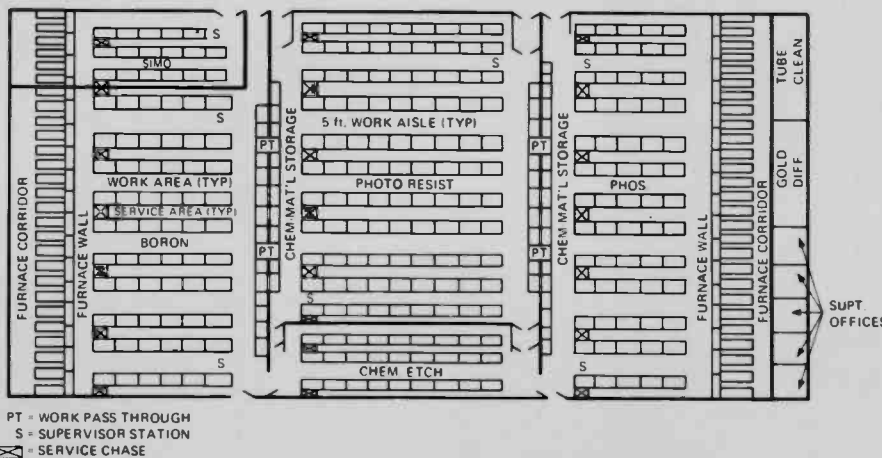 S
SIMO
S
S
S
TUBE
CLEAN
5 ft. WORK AISLE (TYP)
CHEM-MAT'L STORAGE
CHEM MAT'L STORAGE
PT
PT
GOLD
DIFF
WORK AREA (TYP)
PHOTO RESIST
PHOS
SERVICE AREA (TYP)
BORON
FURNACE CORRIDOR
FURNACE WALL
PT
PT
FURNACE WALL
FURNACE CORRIDOR
S
SUPT.
OFFICES
S
CHEM ETCH
S
PT = WORK PASS THROUGH
S = SUPERVISOR STATION
= SERVICE CHASE